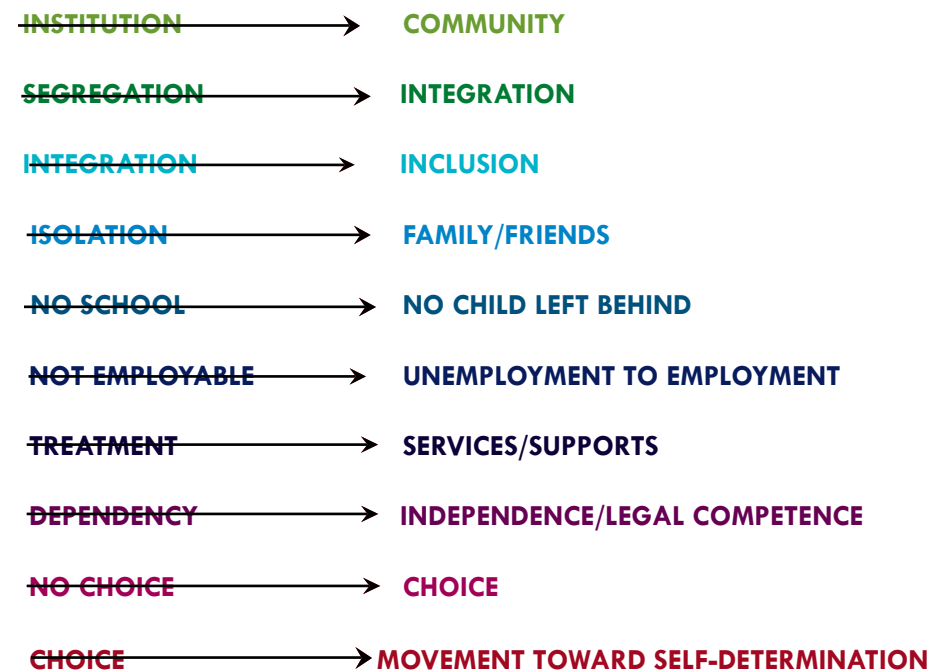 INSTITUTION COMMUNITY
SEGREGATION INTEGRATION
INTEGRATION INCLUSION
ISOLATION FAMILY/FRIENDS
NO SCHOOL NO CHILD LEFT BEHIND
NOT EMPLOYABLE UNEMPLOYMENT TO EMPLOYMENT
TREATMENT SERVICES/SUPPORTS
DEPENDENCY INDEPENDENCE/LEGAL COMPETENCE
NO CHOICE CHOICE
CHOICE MOVEMENT TOWARD SELF-DETERMINATION